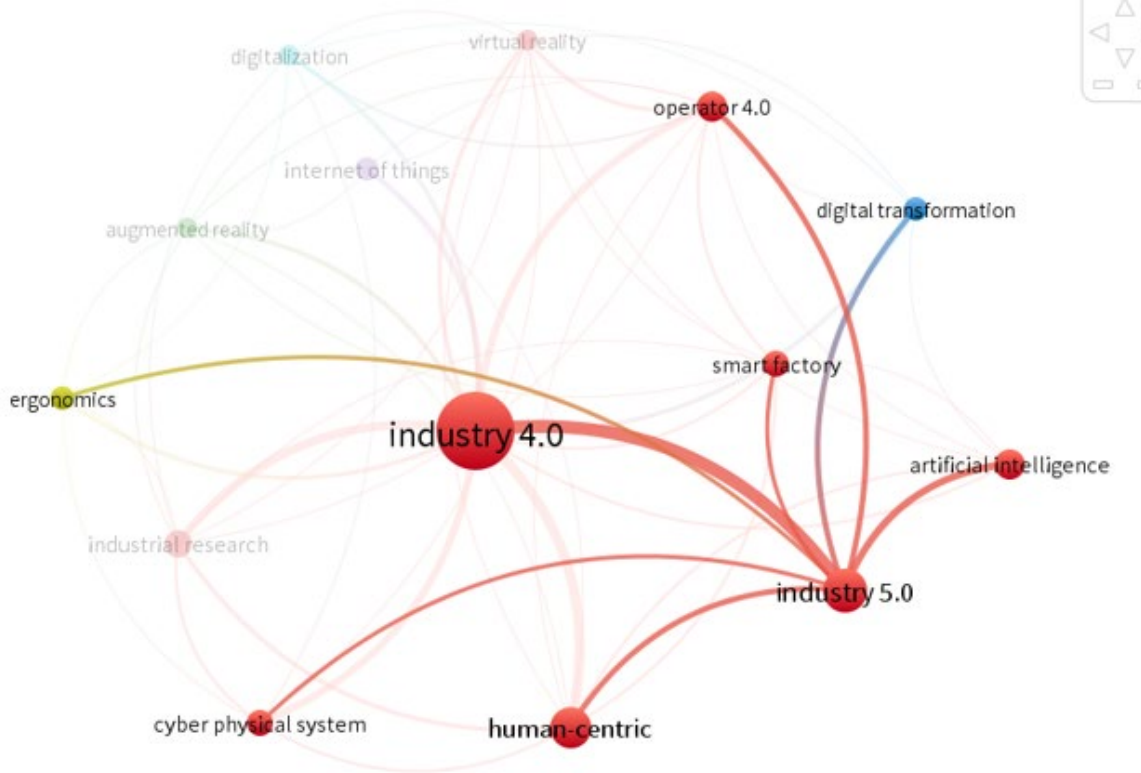 virtual reality
digitalization
operator 4.0
internet of things
digital transformation
augmented reality
smart factory
ergonomics
industry 4.0
artificial intelligence
industrial research
industry 5.0
cyber physical system
human-centric